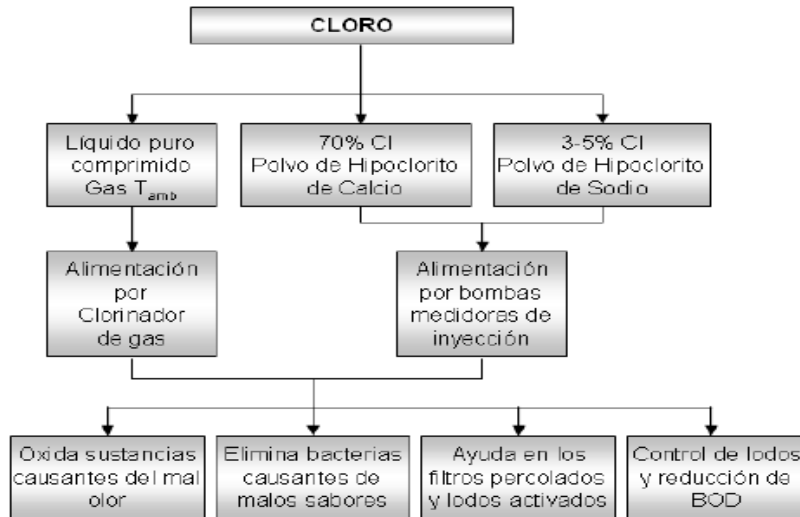 CLORO
Líquido puro
comprimido
Gas Tamb
70% Cl
Polvo de Hipoclorito
de Calcio
3-5% Cl
Polvo de Hipoclorito
de Sodio
Alimentación
por
Clorinador
de gas
Alimentación
por bombas
medidoras de
inyección
Oxida sustancias
causantes del mal
olor
Elimina bacterias
causantes de
malos sabores
Ayuda en los
filtros percolados
y lodos activados
Control de lodos
y reducción de
BOD